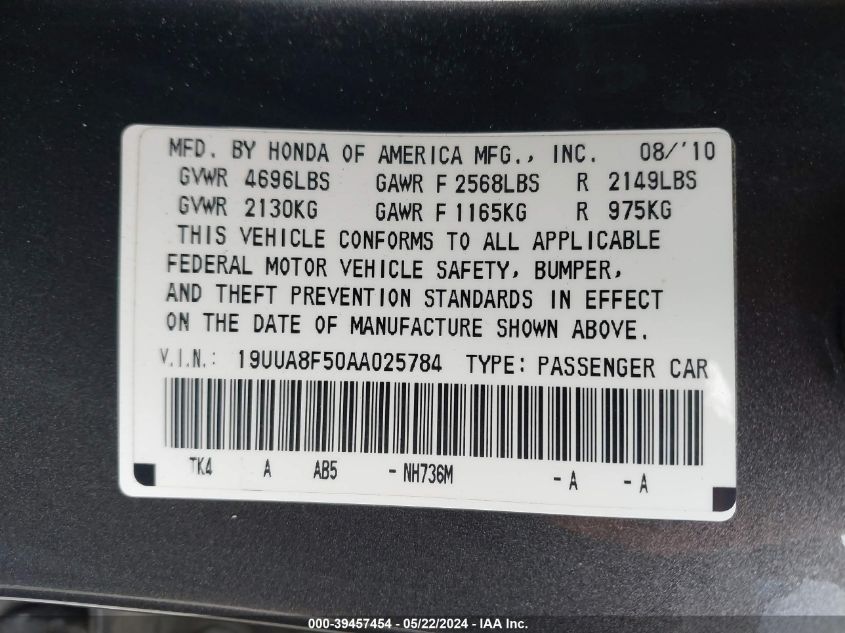 MFD. BY HONDA OF AMERICA MFG., INC. 08/'10
GVWR 4696LBS GAWR F 2568LBS R 2149LBS
GVWR 2130KG GAWR F 1165KG R 975KG
THIS VEHICLE CONFORMS TO ALL APPLICABLE
FEDERAL MOTOR VEHICLE SAFETY, BUMPER,
AND THEFT PREVENTION STANDARDS IN EFFECT
ON THE DATE OF MANUFACTURE SHOWN ABOVE.
V.I.N.: 19UUA8F50AA025784 TYPE: PASSENGER CAR
TK4 A AB5 - NH736M - A - A
000-39457454 - 05/22/2024 - IAA Inc.